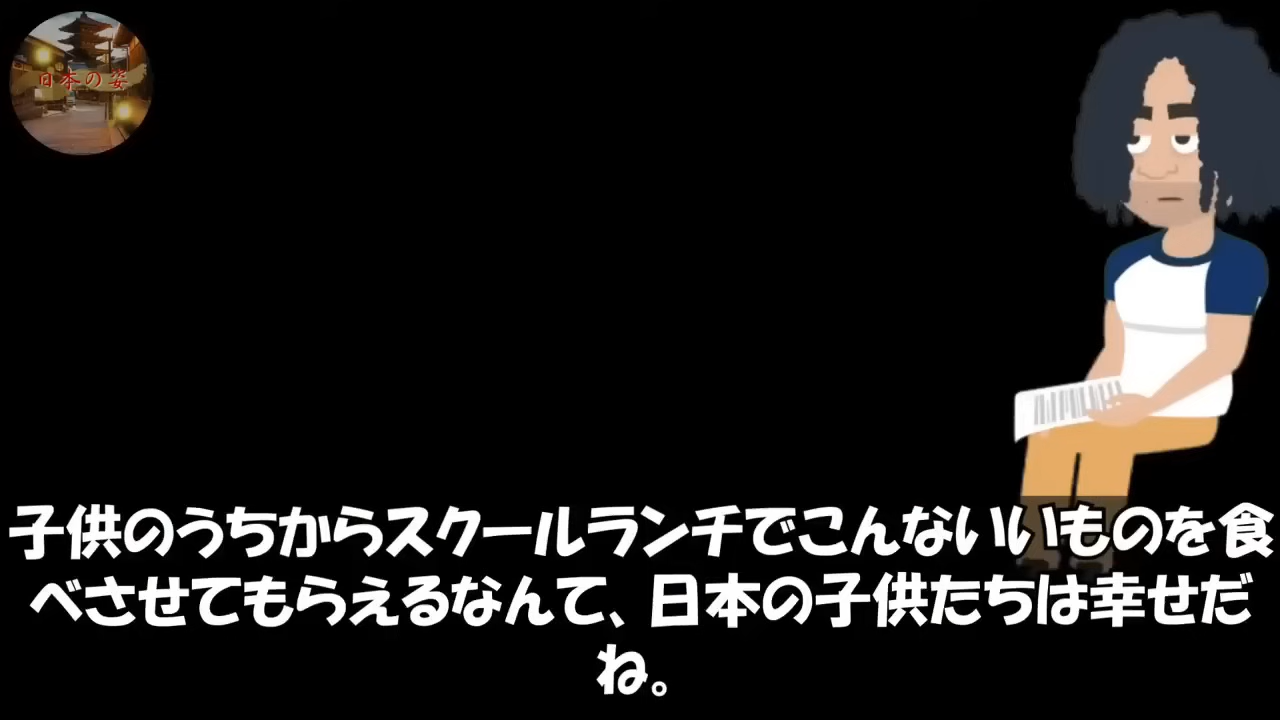 日本の姿
子供のうちからスクールランチでこんないいものを食
べさせてもらえるなんて、日本の子供たちは幸せだ
ね。